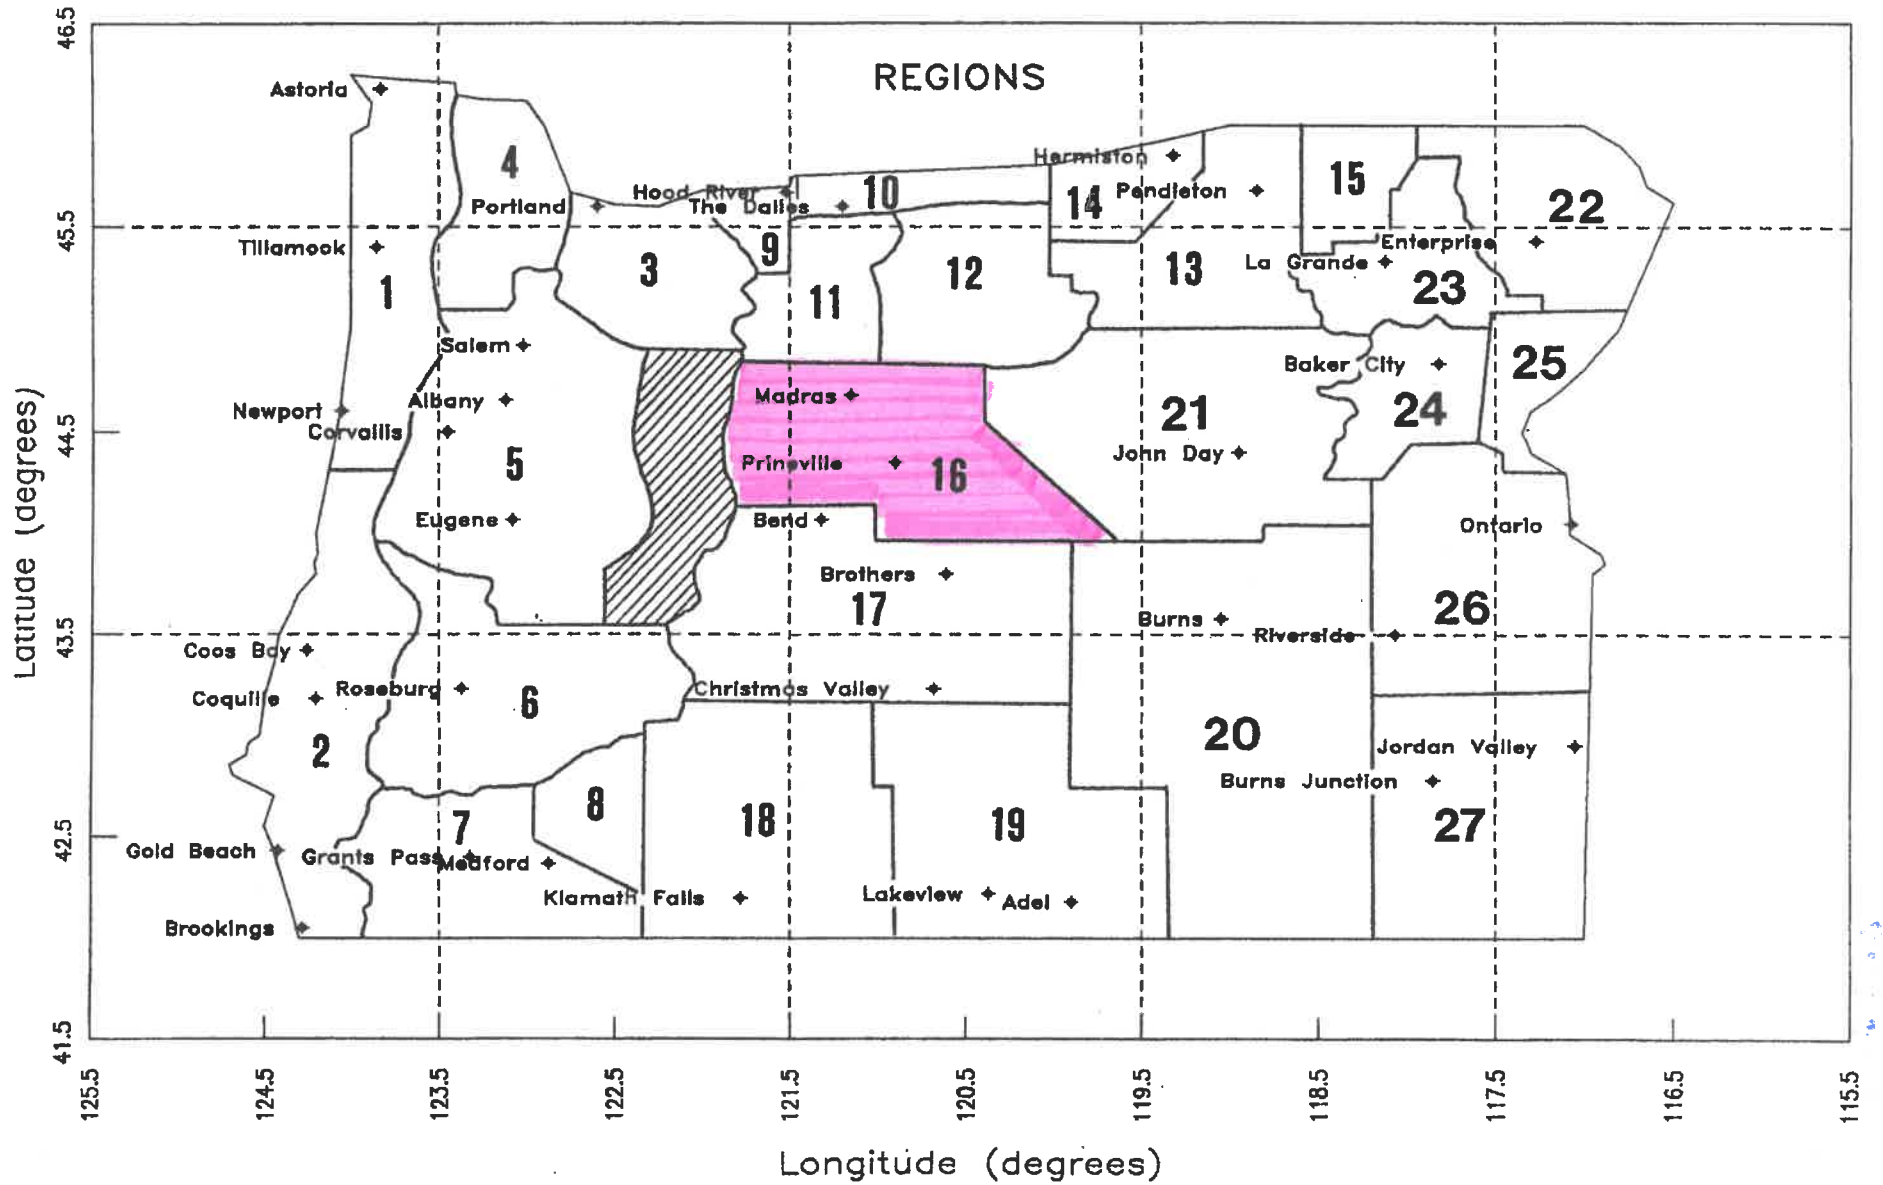 REGIONS
46.5
45.5
44.5
43.5
42.5
41.5
Latitude (degrees)
Astoria
4
Portland
Hood River
The Dalles
10
Hermiston
14
Pendleton
15
22
Tillamook
1
3
9
11
12
13
Enterprise
La Grande
23
Salem
Albany
Newport
Corvallis
5
Eugene
Madras
Prineville
16
Bend
Brothers
17
21
John Day
Baker City
24
25
Ontario
26
Burns
Riverside
Coos Bay
Coquille
Roseburg
6
2
Christmas Valley
20
Jordan Valley
Burns Junction
27
7
8
18
19
Gold Beach
Grants Pass
Medford
Klamath Falls
Lakeview
Adel
Brookings
125.5
124.5
123.5
122.5
121.5
120.5
119.5
118.5
117.5
116.5
115.5
Longitude (degrees)